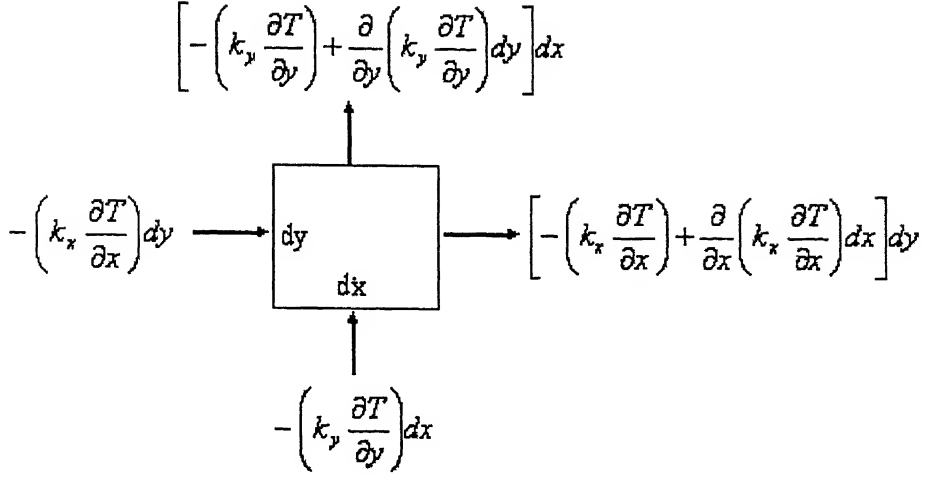 [-(k_y ∂T/∂y)+∂/∂y(k_y ∂T/∂y)dy]dx
-(k_x ∂T/∂x)dy
dy
[-(k_x ∂T/∂x)+∂/∂x(k_x ∂T/∂x)dx]dy
dx
-(k_y ∂T/∂y)dx